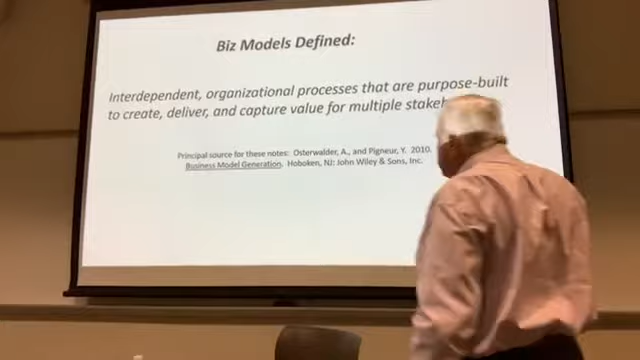 Biz Models Defined:
Interdependent, organizational processes that are purpose-built
to create, deliver, and capture value for multiple
Principal source for these notes: Osterwalder, A., and Pigneur, Y. 2010.
Business Model Generation. Hoboken, NJ: John Wiley & Sons, Inc.